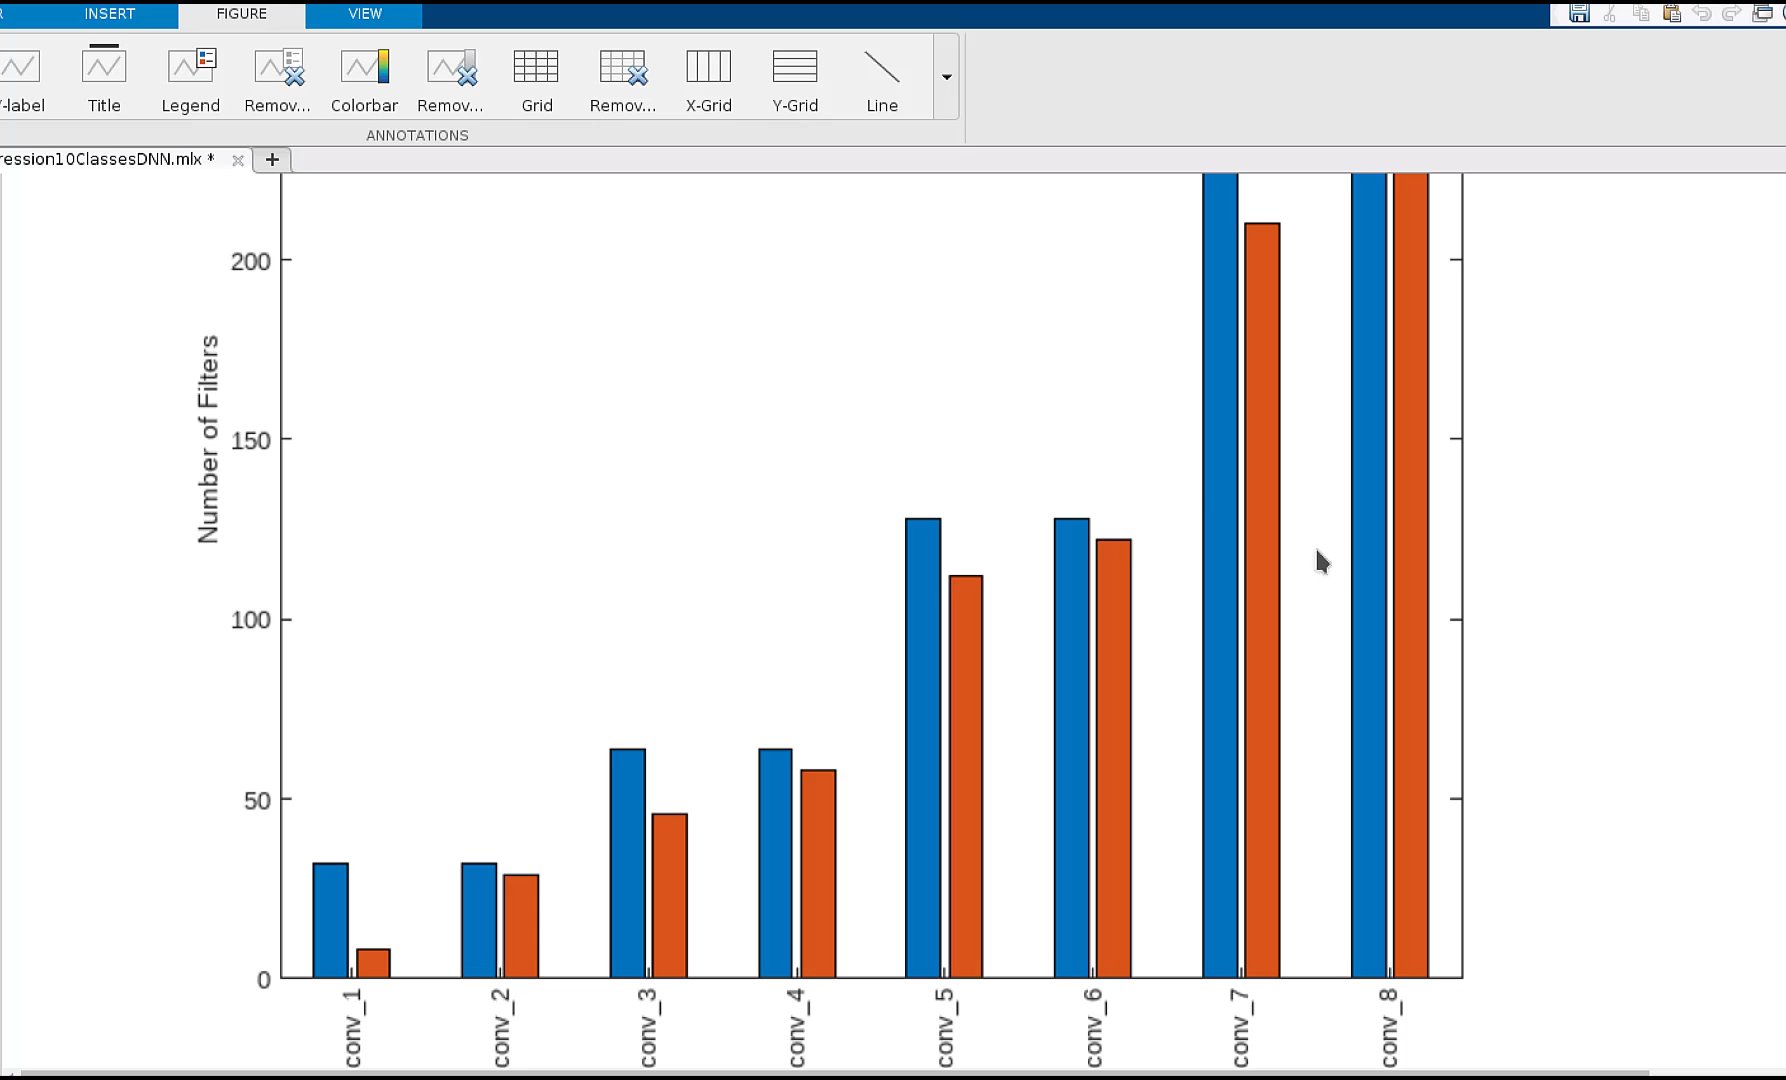 INSERT FIGURE VIEW
-label Title Legend Remov... Colorbar Remov... Grid Remov... X-Grid Y-Grid Line
ANNOTATIONS
ression10ClassesDNN.mlx *
+
200
150
100
50
0
Number of Filters
conv_1 conv_2 conv_3 conv_4 conv_5 conv_6 conv_7 conv_8